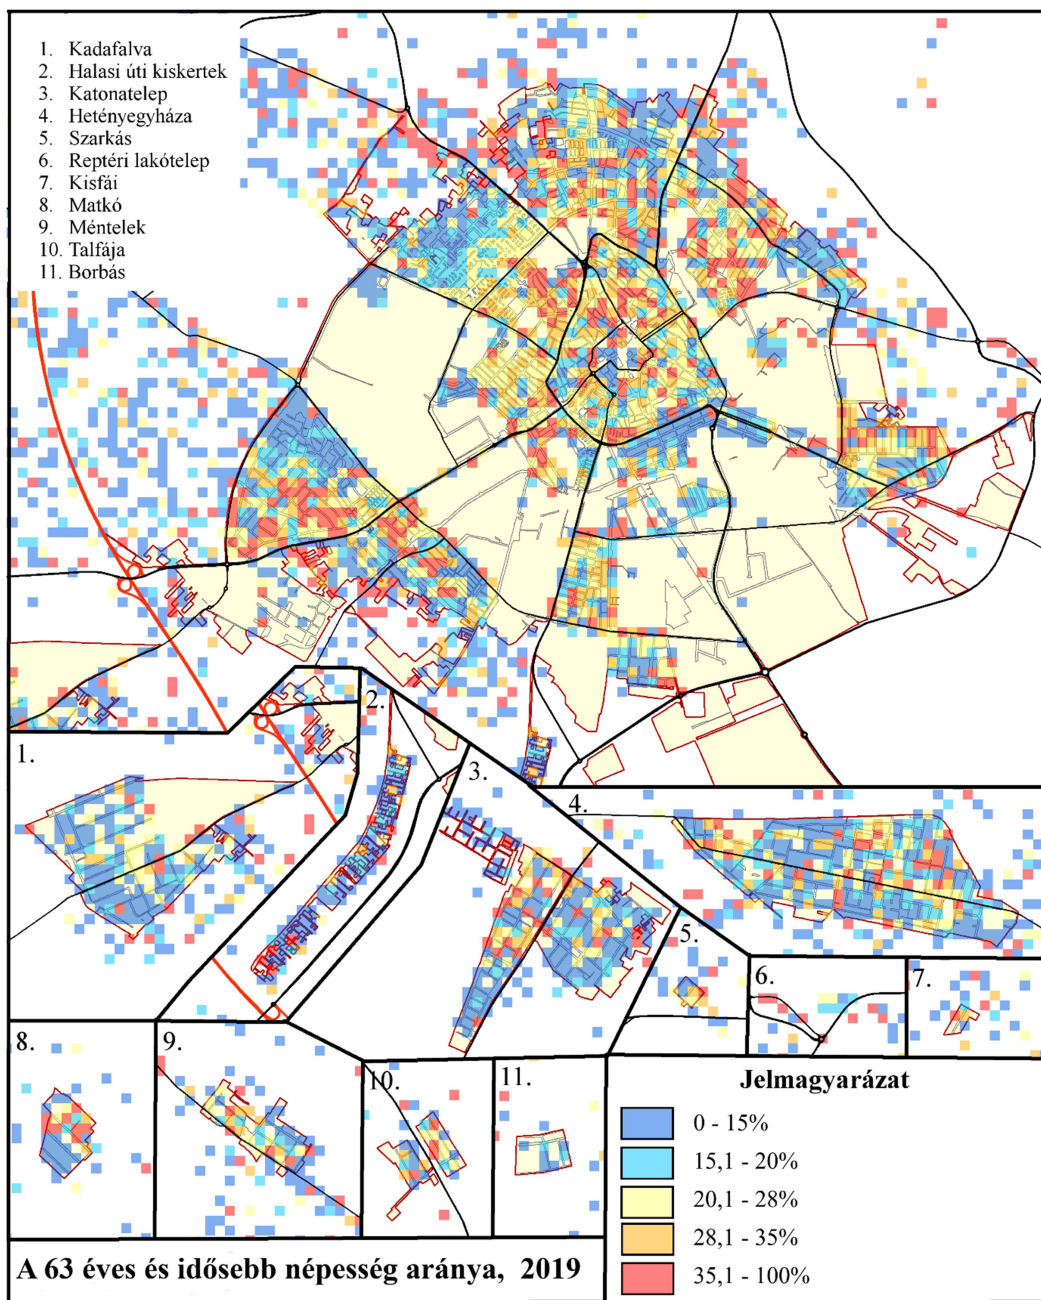 1. Kadafalva
2. Halasi úti kiskertek
3. Katonatelep
4. Hetényegyháza
5. Szarkás
6. Reptéri lakótelep
7. Kisfái
8. Matkó
9. Méntelek
10. Talfája
11. Borbás
1.
2.
3.
4.
5.
6.
7.
8.
9.
10.
11.
Jelmagyarázat
0 - 15%
15,1 - 20%
20,1 - 28%
28,1 - 35%
35,1 - 100%
A 63 éves és idősebb népesség aránya, 2019